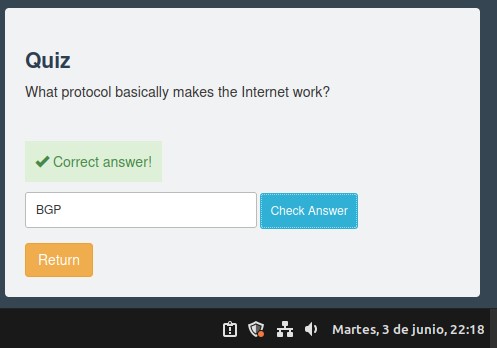 Quiz
What protocol basically makes the Internet work?
Correct answer!
BGP
Check Answer
Return
Martes, 3 de junio, 22:18